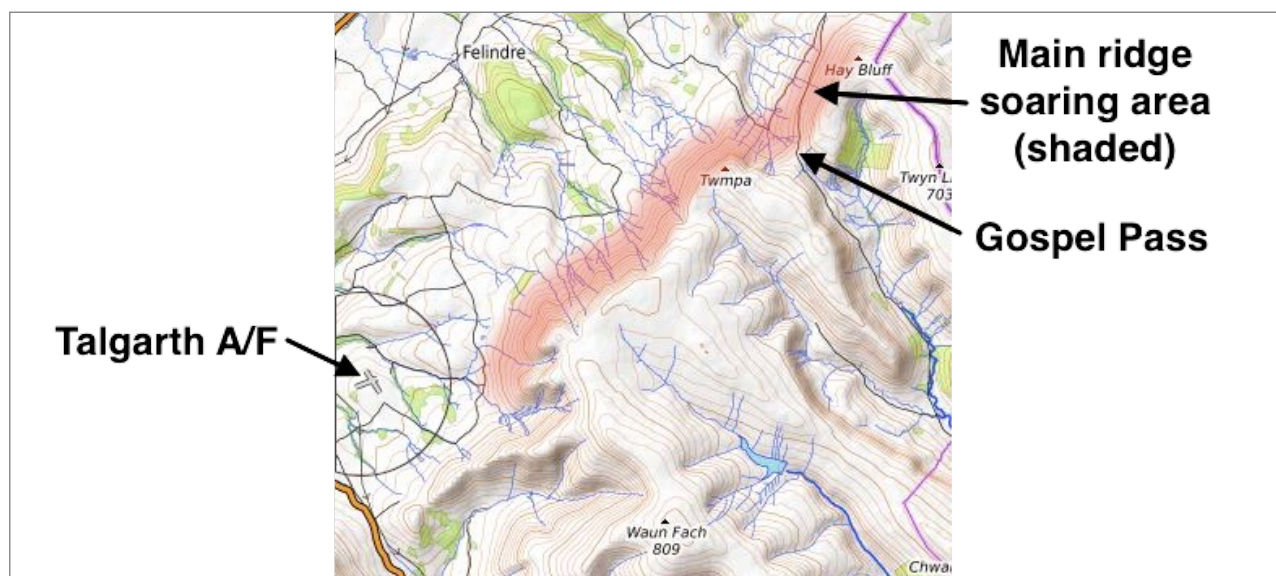 Felindre
Main ridge
soaring area
(shaded)
Hay Bluff
Twmpa
Gospel Pass
Talgarth A/F
Waun Fach
809